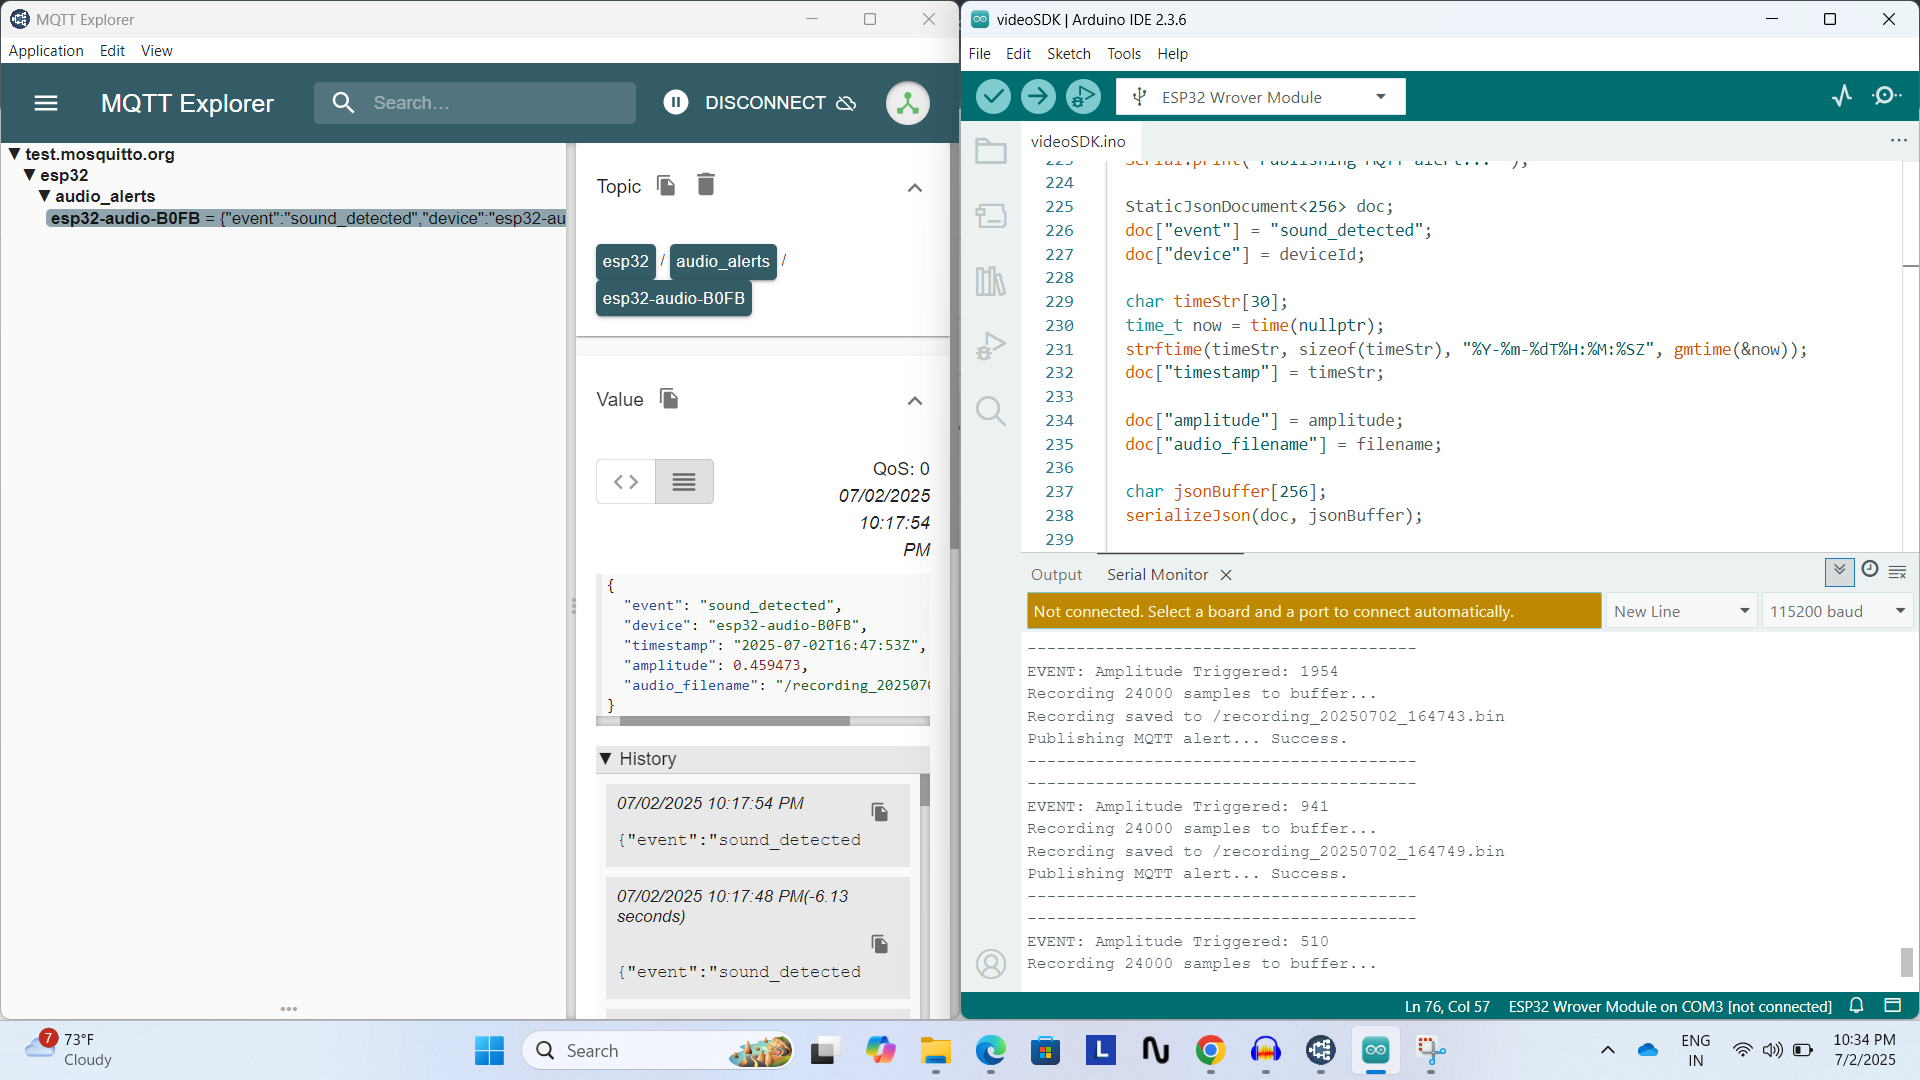 MQTT Explorer
Application Edit View
MQTT Explorer
Search...
DISCONNECT
test.mosquitto.org
esp32
audio_alerts
esp32-audio-B0FB = {"event":"sound_detected","device":"esp32-au
Topic
esp32 / audio_alerts /
esp32-audio-B0FB
Value
QoS: 0
07/02/2025
10:17:54
PM
{
"event": "sound_detected",
"device": "esp32-audio-B0FB",
"timestamp": "2025-07-02T16:47:53Z",
"amplitude": 0.459473,
"audio_filename": "/recording_2025070
}
History
07/02/2025 10:17:54 PM
{"event":"sound_detected
07/02/2025 10:17:48 PM(-6.13
seconds)
{"event":"sound_detected
videoSDK | Arduino IDE 2.3.6
File Edit Sketch Tools Help
ESP32 Wrover Module
videoSDK.ino
223 Serial.print("Publishing MQTT alert... ");
224
225 StaticJsonDocument<256> doc;
226 doc["event"] = "sound_detected";
227 doc["device"] = deviceId;
228
229 char timeStr[30];
230 time_t now = time(nullptr);
231 strftime(timeStr, sizeof(timeStr), "%Y-%m-%dT%H:%M:%SZ", gmtime(&now));
232 doc["timestamp"] = timeStr;
233
234 doc["amplitude"] = amplitude;
235 doc["audio_filename"] = filename;
236
237 char jsonBuffer[256];
238 serializeJson(doc, jsonBuffer);
239
Output Serial Monitor
Not connected. Select a board and a port to connect automatically.
New Line
115200 baud
----------------------------------------
EVENT: Amplitude Triggered: 1954
Recording 24000 samples to buffer...
Recording saved to /recording_20250702_164743.bin
Publishing MQTT alert... Success.
----------------------------------------
----------------------------------------
EVENT: Amplitude Triggered: 941
Recording 24000 samples to buffer...
Recording saved to /recording_20250702_164749.bin
Publishing MQTT alert... Success.
----------------------------------------
----------------------------------------
EVENT: Amplitude Triggered: 510
Recording 24000 samples to buffer...
Ln 76, Col 57 ESP32 Wrover Module on COM3 [not connected]
7
73°F
Cloudy
Search
L
ENG
IN
10:34 PM
7/2/2025